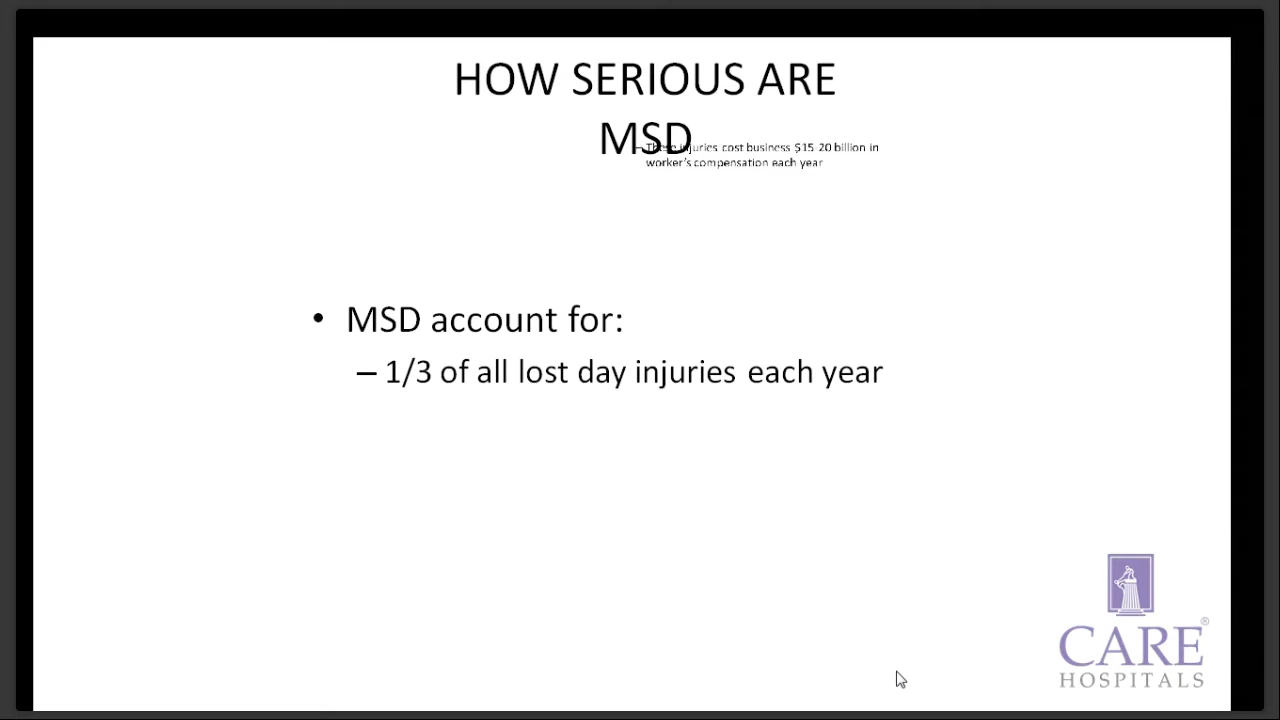 HOW SERIOUS ARE
MSD
– These injuries cost business $15-20 billion in
worker's compensation each year
• MSD account for:
– 1/3 of all lost day injuries each year
CARE®
HOSPITALS